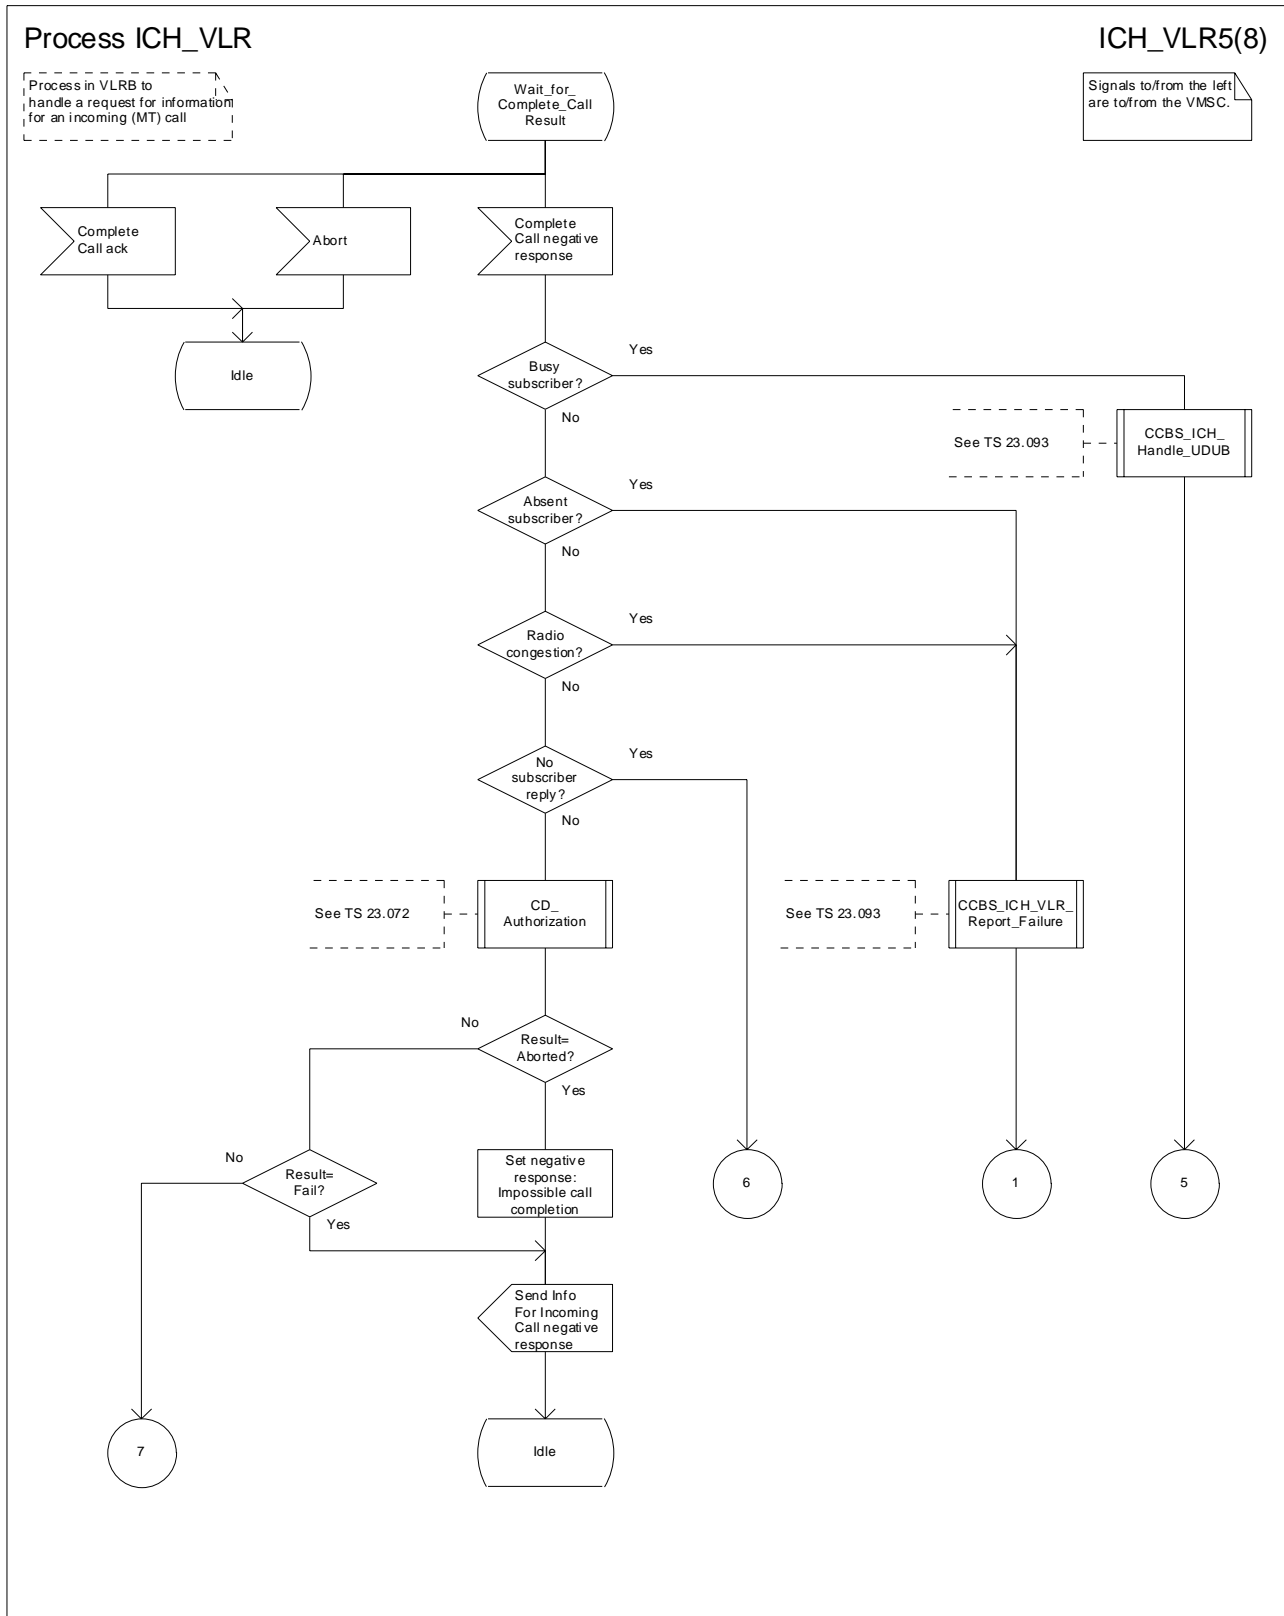 Process ICH_VLR
ICH_VLR5(8)
Process in VLRB to
handle a request for information
for an incoming (MT) call
Wait_for_
Complete_Call
Result
Signals to/from the left
are to/from the VMSC.
Complete
Call ack
Abort
Complete
Call negative
response
Idle
Busy
subscriber?
Yes
No
See TS 23.093
CCBS_ICH_
Handle_UDUB
Absent
subscriber?
Yes
No
Radio
congestion?
Yes
No
No
subscriber
reply?
Yes
No
See TS 23.072
CD_
Authorization
See TS 23.093
CCBS_ICH_VLR_
Report_Failure
No
Result=
Aborted?
Yes
No
Result=
Fail?
Yes
Set negative
response:
Impossible call
completion
6
1
5
Send Info
For Incoming
Call negative
response
7
Idle